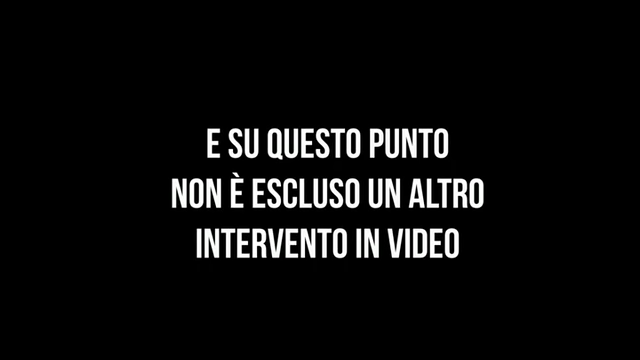 E SU QUESTO PUNTO
NON È ESCLUSO UN ALTRO
INTERVENTO IN VIDEO